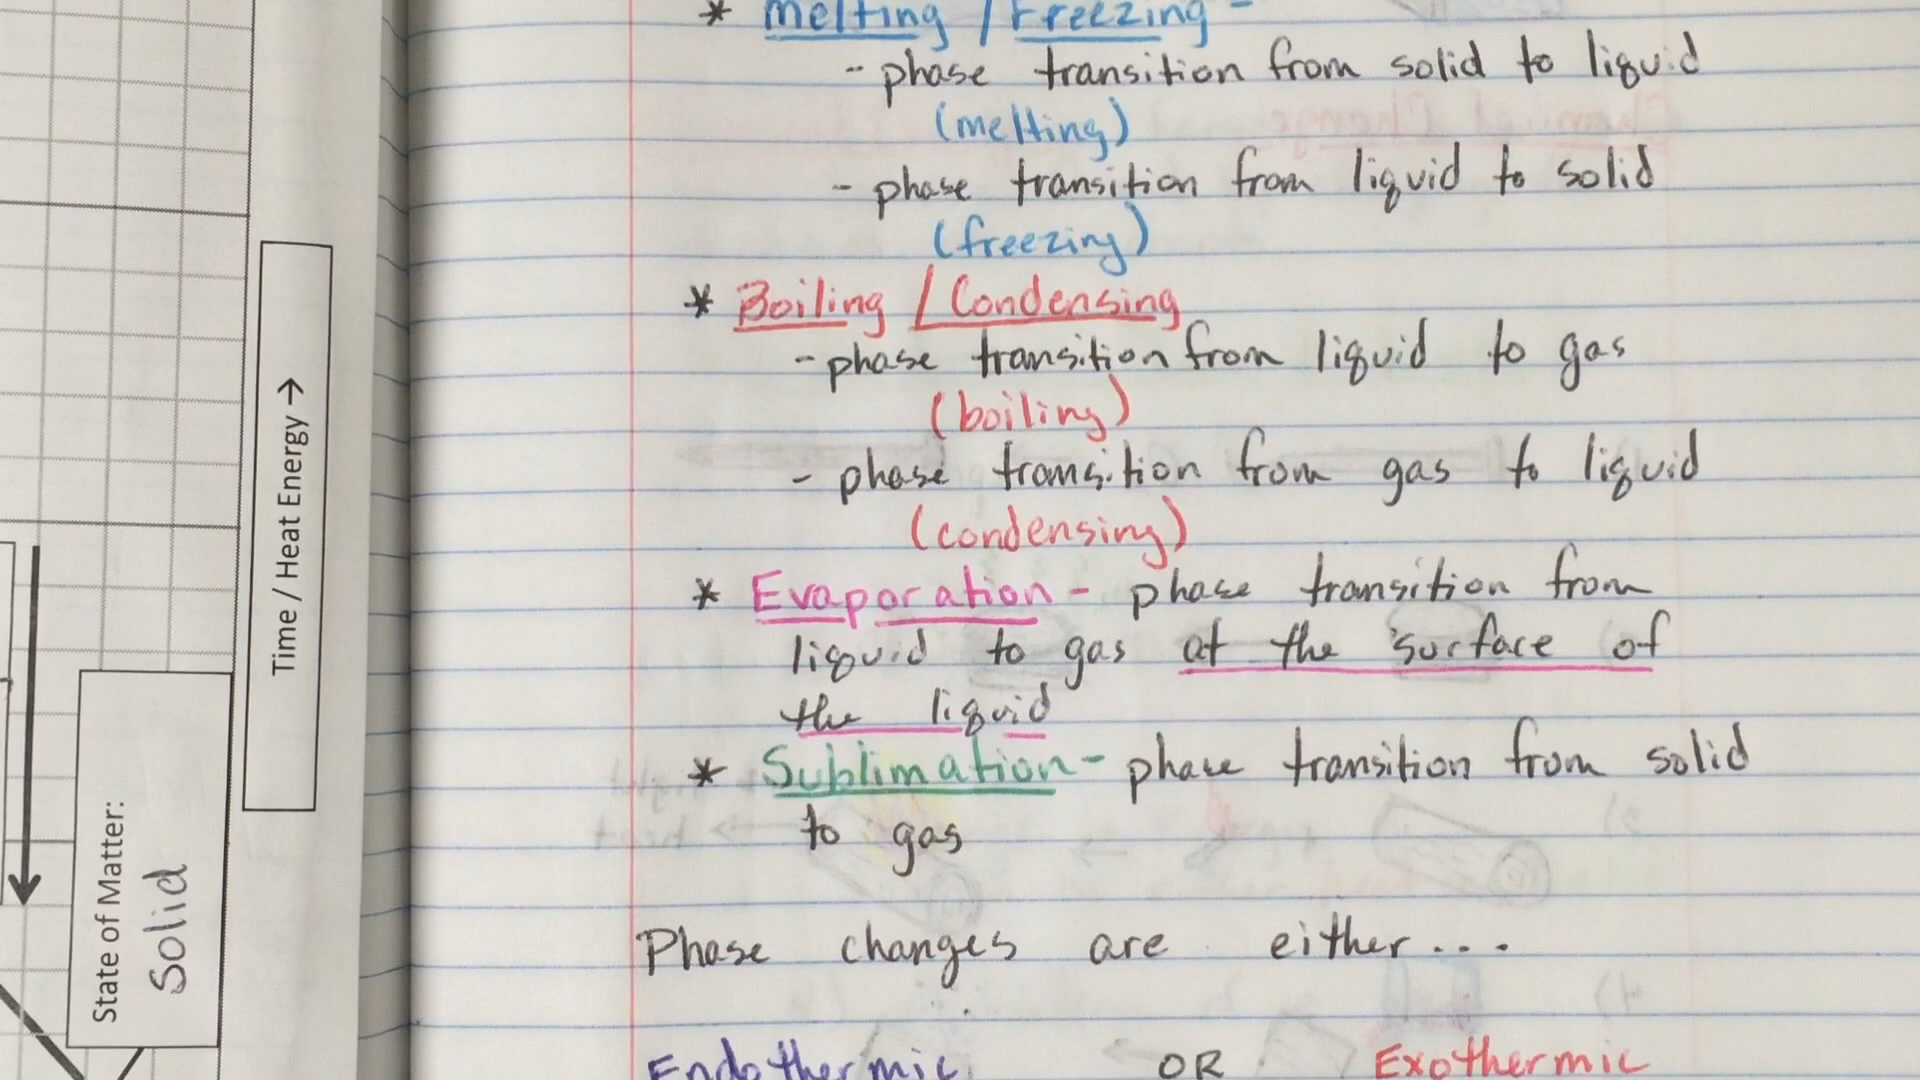 * Melting / Freezing -
- phase transition from solid to liquid
(melting)
- phase transition from liquid to solid
(freezing)
* Boiling / Condensing
- phase transition from liquid to gas
(boiling)
- phase transition from gas to liquid
(condensing)
* Evaporation - phase transition from
liquid to gas at the surface of
the liquid
* Sublimation - phase transition from solid
to gas
Phase changes are either...
Endothermic OR Exothermic
Time / Heat Energy →
State of Matter:
Solid